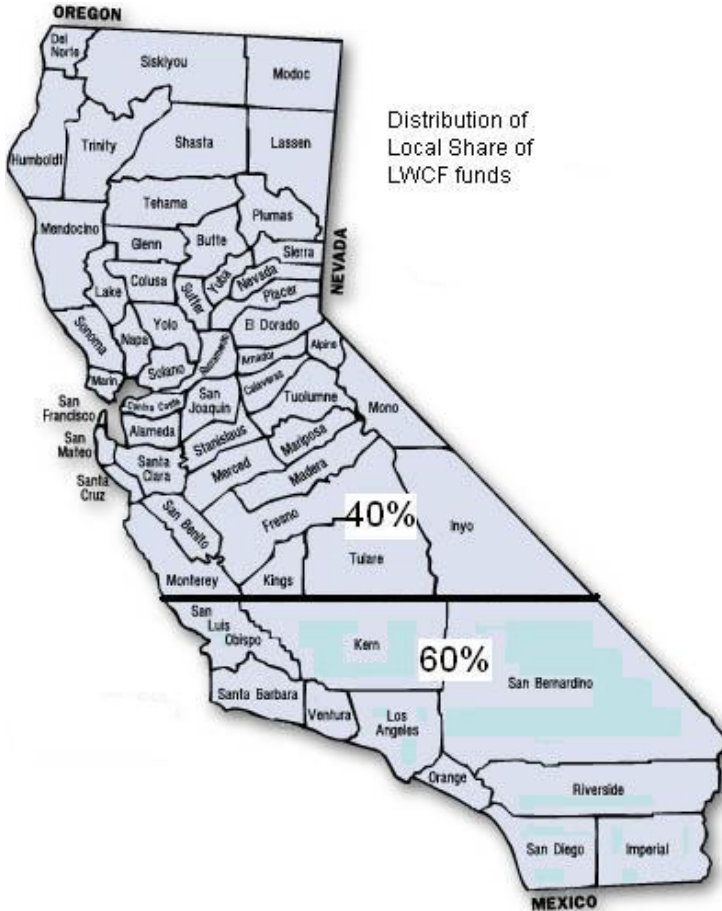 OREGON
Del
Norte
Siskiyou
Modoc
Humboldt
Trinity
Shasta
Lassen
Distribution of
Local Share of
LWCF funds
Mendocino
Tehama
Plumas
Glenn
Butte
Sierra
NEVADA
Lake
Colusa
Sutter
Yuba
Nevada
Placer
Sonoma
Napa
Yolo
El Dorado
Marin
Solano
Sacramento
Amador
Alpine
Calaveras
San
Francisco
Contra Costa
San
Joaquin
Tuolumne
Mono
San
Mateo
Alameda
Stanislaus
Mariposa
Santa
Cruz
Santa
Clara
Merced
Madera
San Benito
Fresno
40%
Inyo
Monterey
Kings
Tulare
San
Luis
Obispo
Kern
60%
San Bernardino
Santa Barbara
Ventura
Los
Angeles
Orange
Riverside
San Diego
Imperial
MEXICO